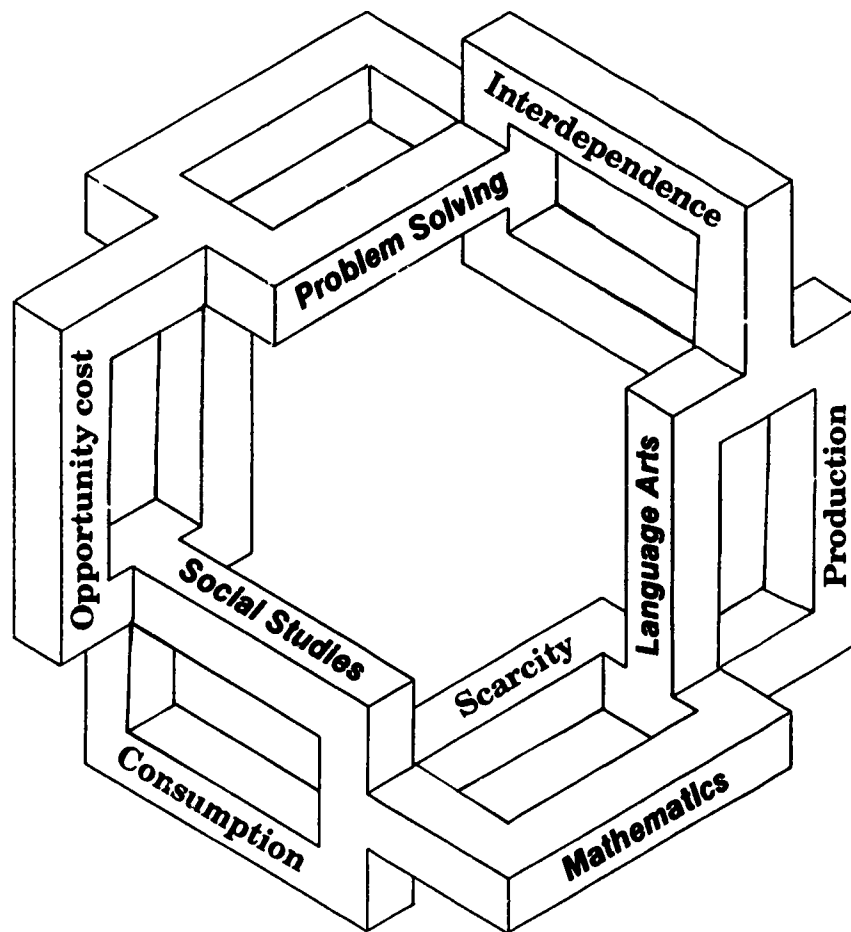 Interdependence
Problem Solving
Opportunity cost
Language Arts
Production
Social Studies
Scarcity
Consumption
Mathematics